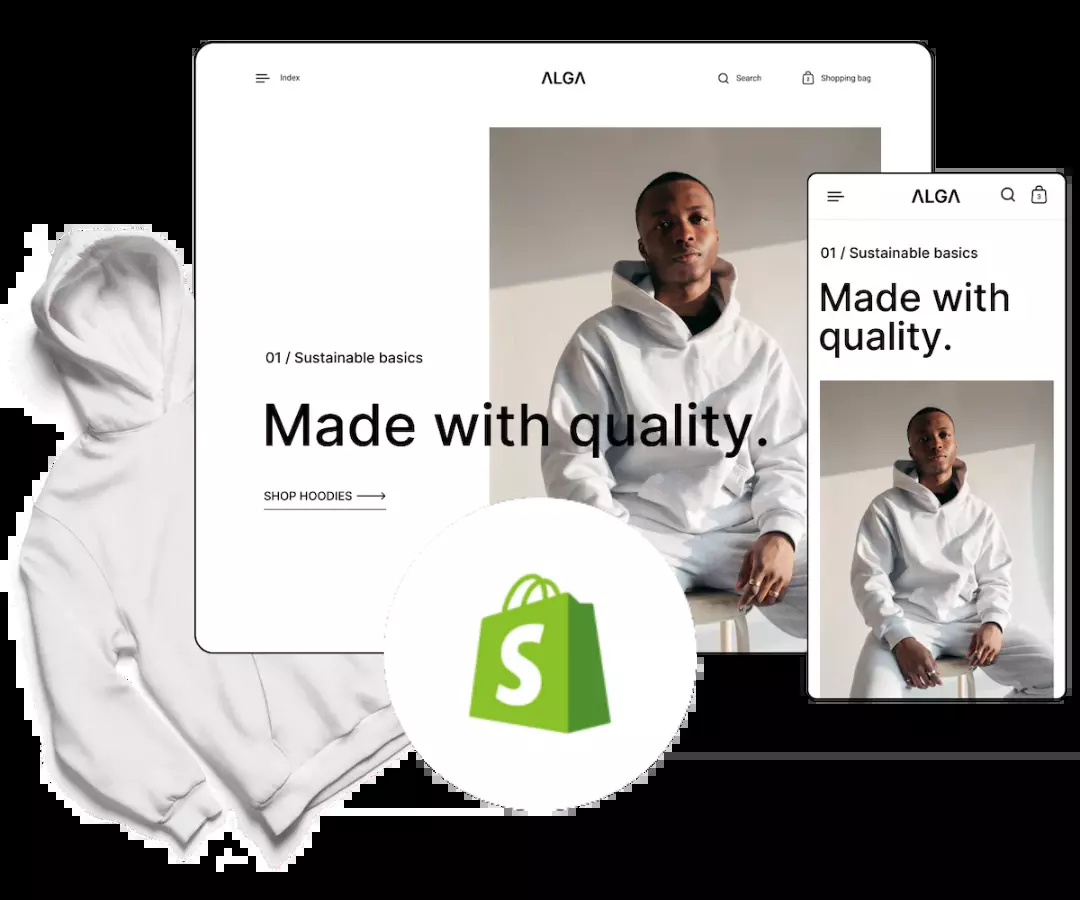 Index
ALGA
Search
2
Shopping bag
01 / Sustainable basics
Made with quality.
SHOP HOODIES
ALGA
3
01 / Sustainable basics
Made with
quality.
S